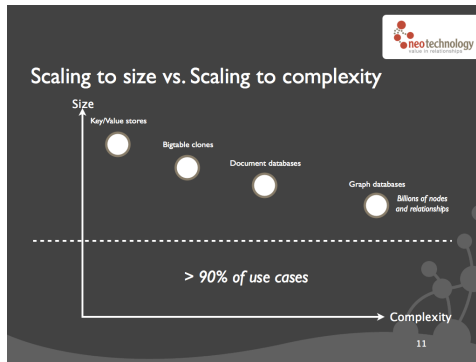 neotechnology
value in relationships
Scaling to size vs. Scaling to complexity
Size
Key/Value stores
Bigtable clones
Document databases
Graph databases
Billions of nodes
and relationships
> 90% of use cases
Complexity
11